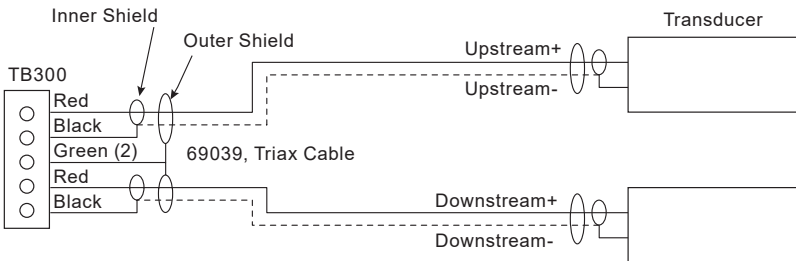 Inner Shield
Transducer
Outer Shield
Upstream+
TB300
Upstream-
Red
Black
Green (2)
69039, Triax Cable
Red
Black
Downstream+
Downstream-